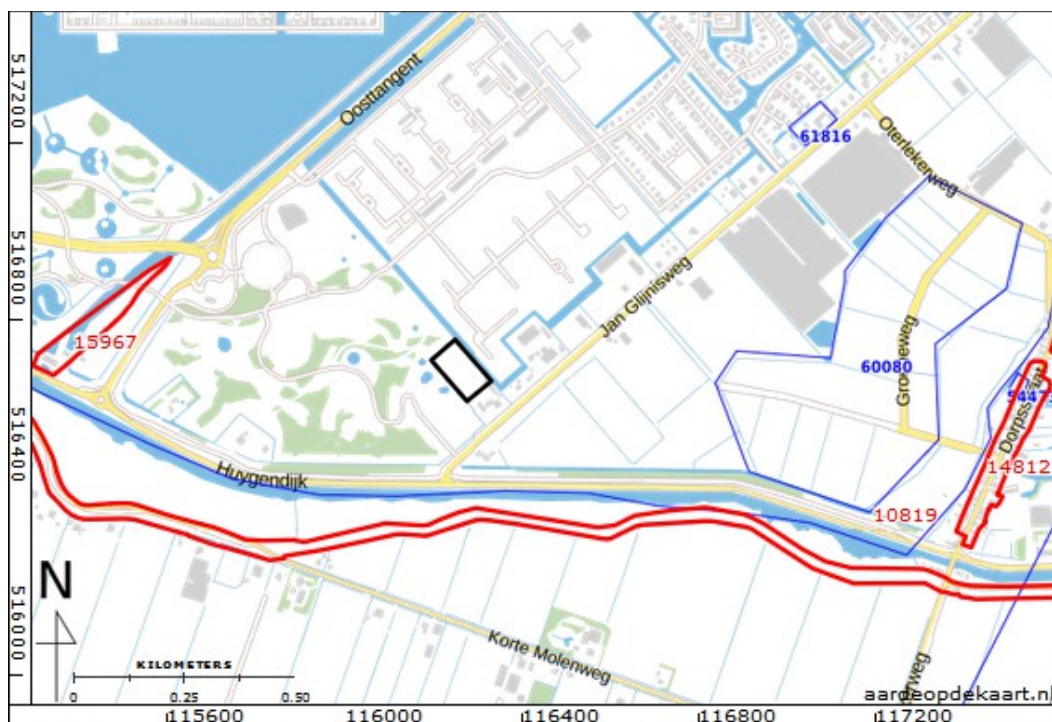 517200
516800
516400
516000
Oosttangent
61816
Oterlekerweg
Jan Glijnisweg
15967
60080
Dorpsstraat
14812
10819
Huygendijk
N
KILOMETERS
0 0.25 0.50
Korte Molenweg
aardeopdekaart.nl
115600 116000 116400 116800 117200